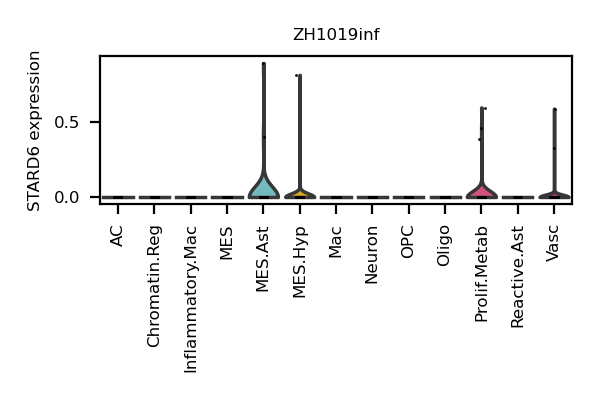 ZH1019inf
STARD6 expression
0.5
0.0
AC
Chromatin.Reg
Inflammatory.Mac
MES
MES.Ast
MES.Hyp
Mac
Neuron
OPC
Oligo
Prolif.Metab
Reactive.Ast
Vasc